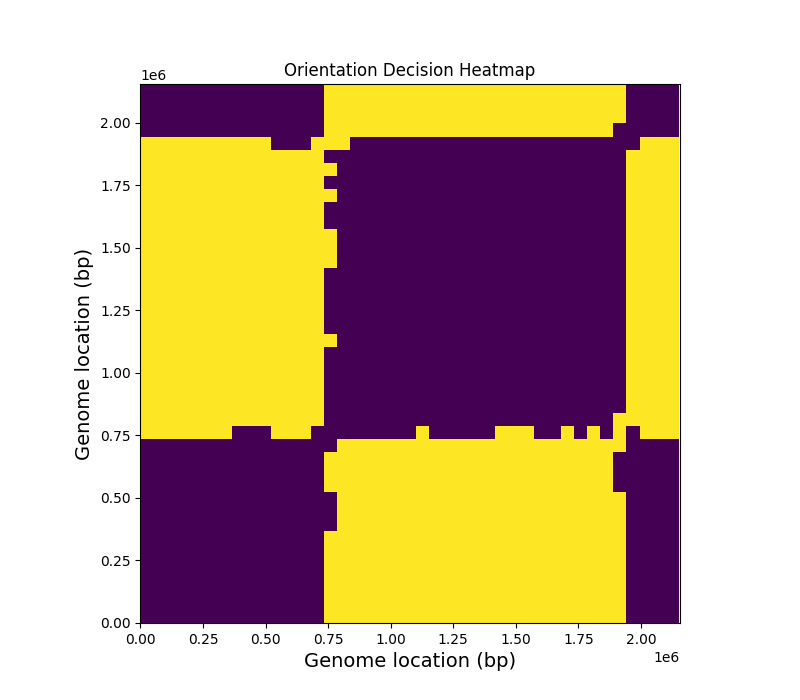 Orientation Decision Heatmap
1e6
2.00
1.75
1.50
1.25
1.00
0.75
0.50
0.25
0.00
Genome location (bp)
0.00 0.25 0.50 0.75 1.00 1.25 1.50 1.75 2.00
1e6
Genome location (bp)